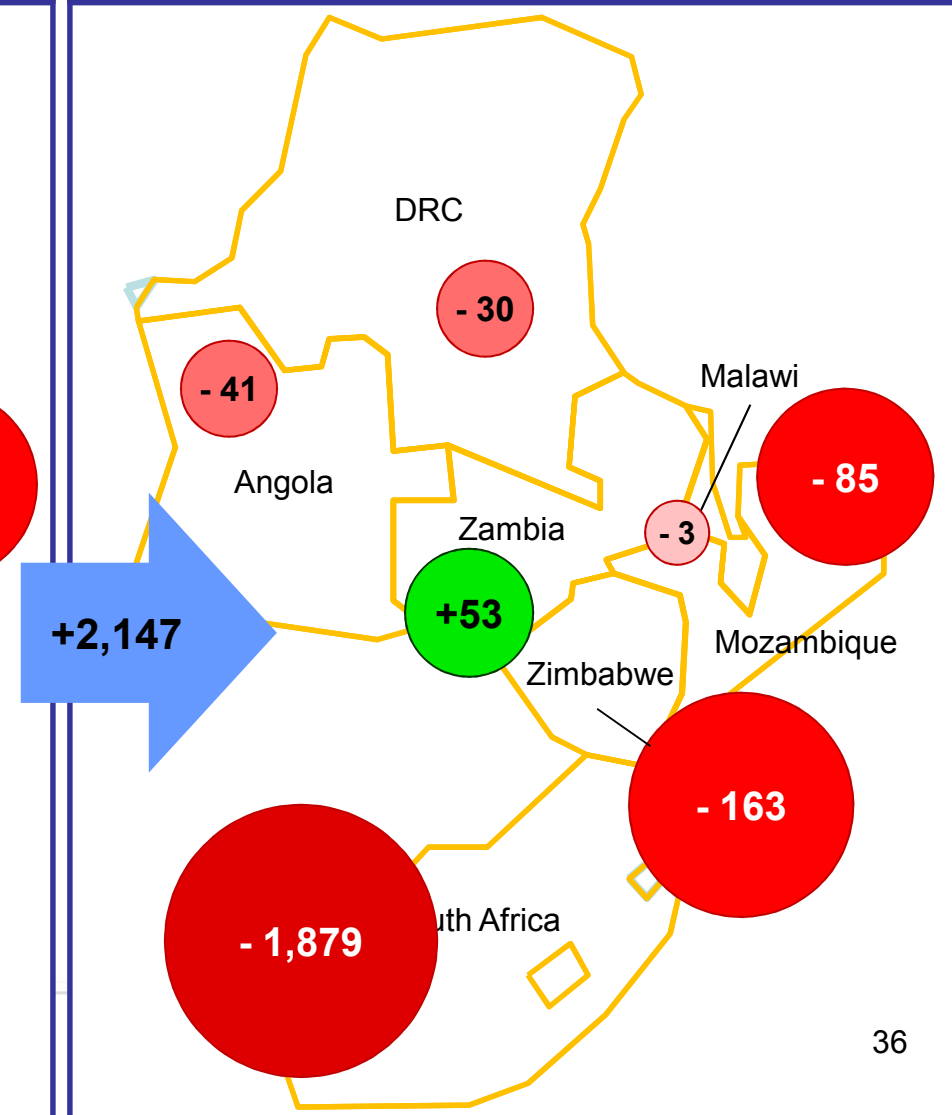 DRC
- 30
- 41
Malawi
- 85
Angola
Zambia
- 3
+53
+2,147
Mozambique
Zimbabwe
- 163
uth Africa
- 1,879
36